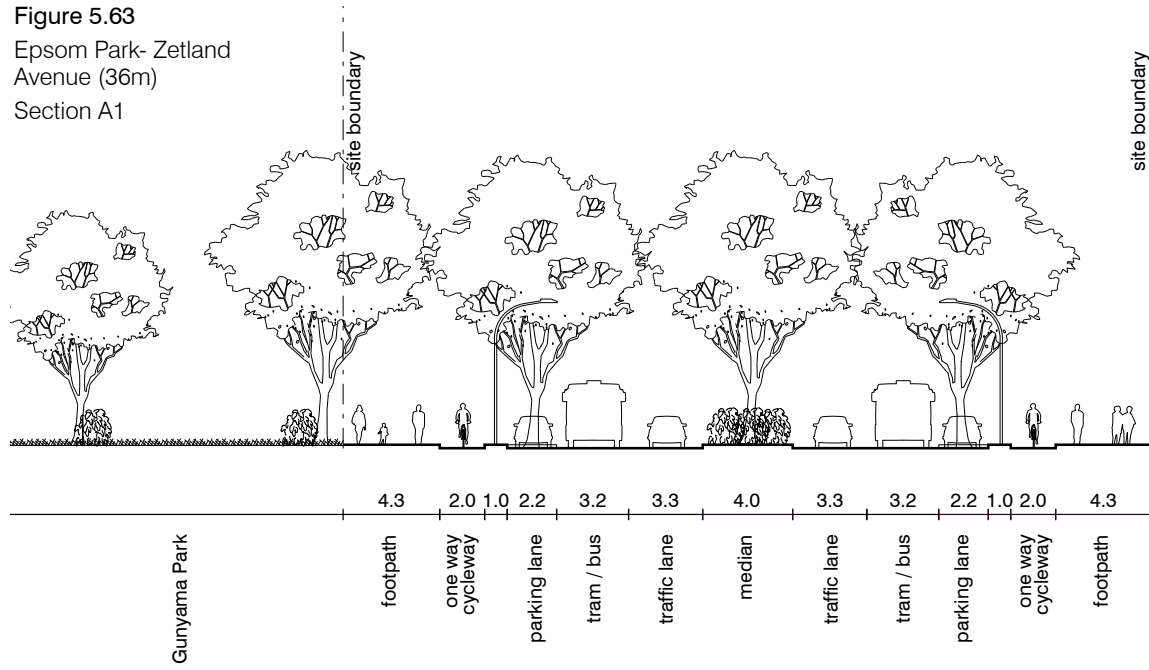 Figure 5.63
Epsom Park- Zetland
Avenue (36m)
Section A1
site boundary
site boundary
4.3 2.0 1.0 2.2 3.2 3.3 4.0 3.3 3.2 2.2 1.0 2.0 4.3
Gunyama Park
footpath
one way
cycleway
parking lane
tram / bus
traffic lane
median
traffic lane
tram / bus
parking lane
one way
cycleway
footpath